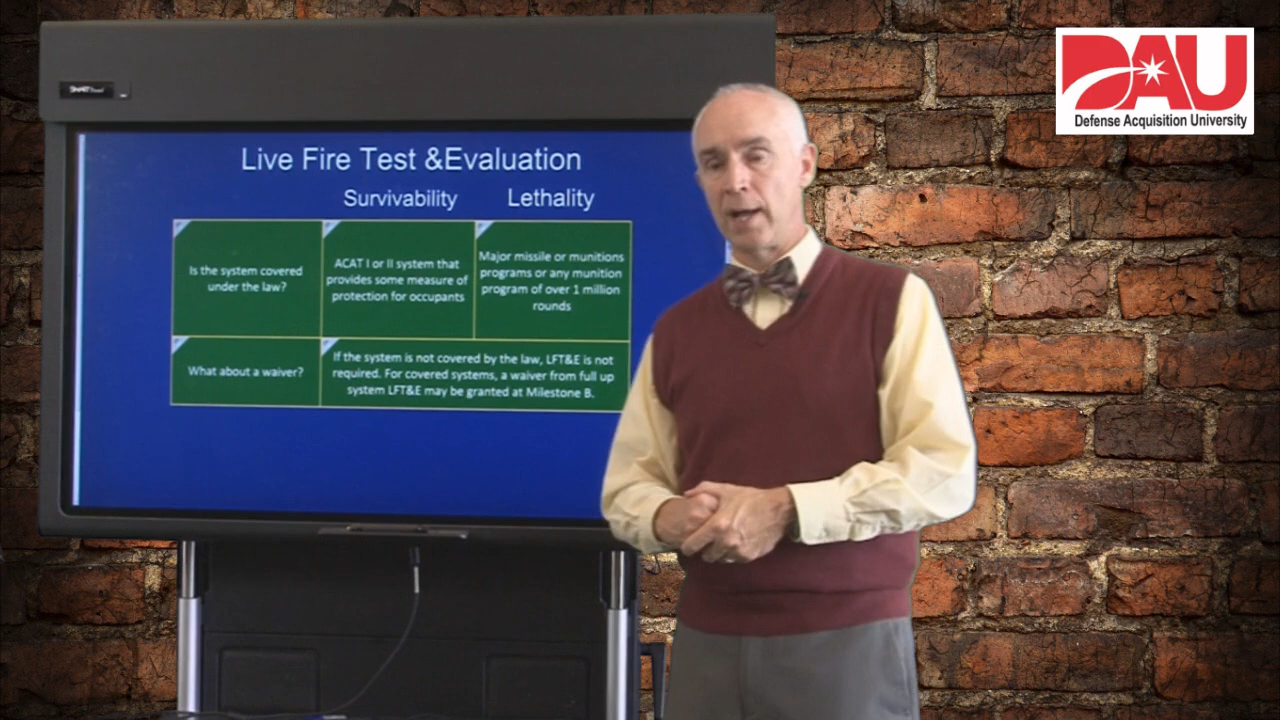 SMART Board
DAU
Defense Acquisition University
Live Fire Test &Evaluation
Survivability Lethality
Is the system covered
under the law?
ACAT I or II system that
provides some measure of
protection for occupants
Major missile or munitions
programs or any munition
program of over 1 million
rounds
What about a waiver?
If the system is not covered by the law, LFT&E is not
required. For covered systems, a waiver from full up
system LFT&E may be granted at Milestone B.